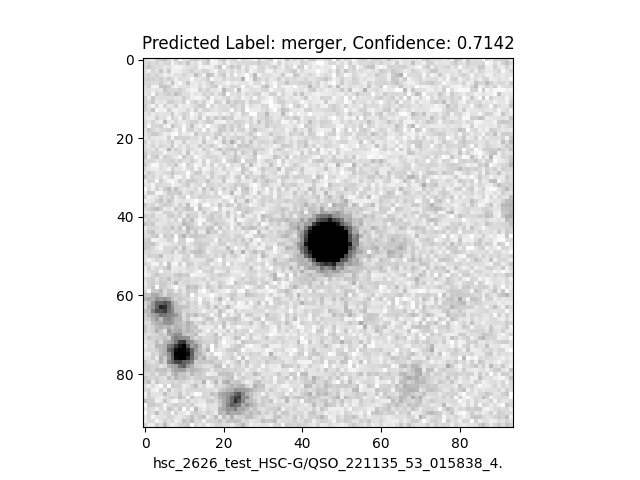 Predicted Label: merger, Confidence: 0.7142
0
20
40
60
80
0 20 40 60 80
hsc_2626_test_HSC-G/QSO_221135_53_015838_4.